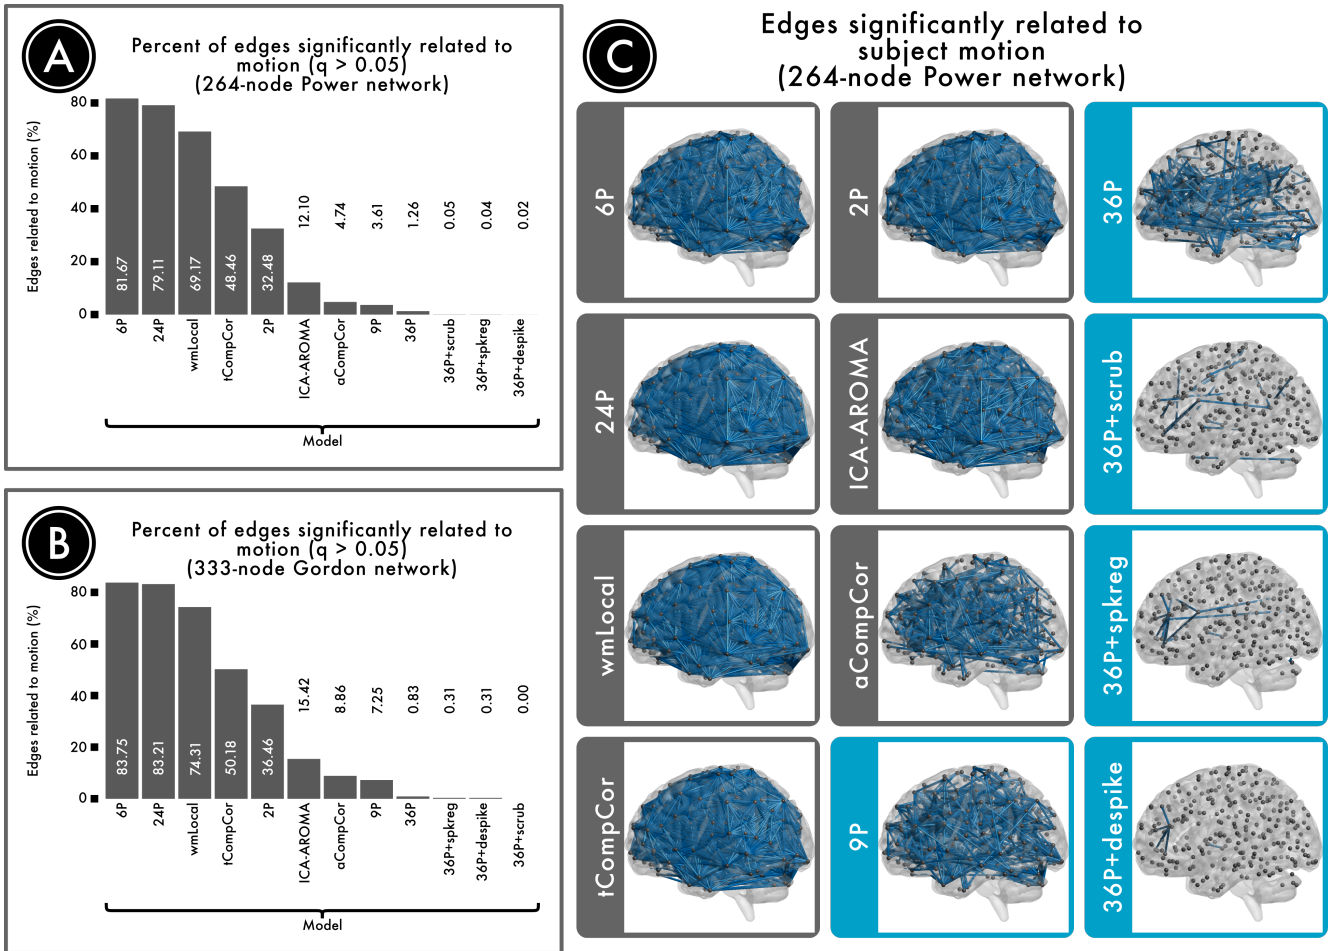 A
Percent of edges significantly related to
motion (q > 0.05)
(264-node Power network)
Edges related to motion (%)
80
60
40
20
0
81.67
79.11
69.17
48.46
32.48
12.10
4.74
3.61
1.26
0.05
0.04
0.02
6P
24P
wmLocal
tCompCor
2P
ICA-AROMA
aCompCor
9P
36P
36P+scrub
36P+spkreg
36P+despike
Model
B
Percent of edges significantly related to
motion (q > 0.05)
(333-node Gordon network)
Edges related to motion (%)
80
60
40
20
0
83.75
83.21
74.31
50.18
36.46
15.42
8.86
7.25
0.83
0.31
0.31
0.00
6P
24P
wmLocal
tCompCor
2P
ICA-AROMA
aCompCor
9P
36P
36P+spkreg
36P+despike
36P+scrub
Model
C
Edges significantly related to
subject motion
(264-node Power network)
6P
2P
36P
24P
ICA-AROMA
36P+scrub
wmLocal
aCompCor
36P+spkreg
tCompCor
9P
36P+despike